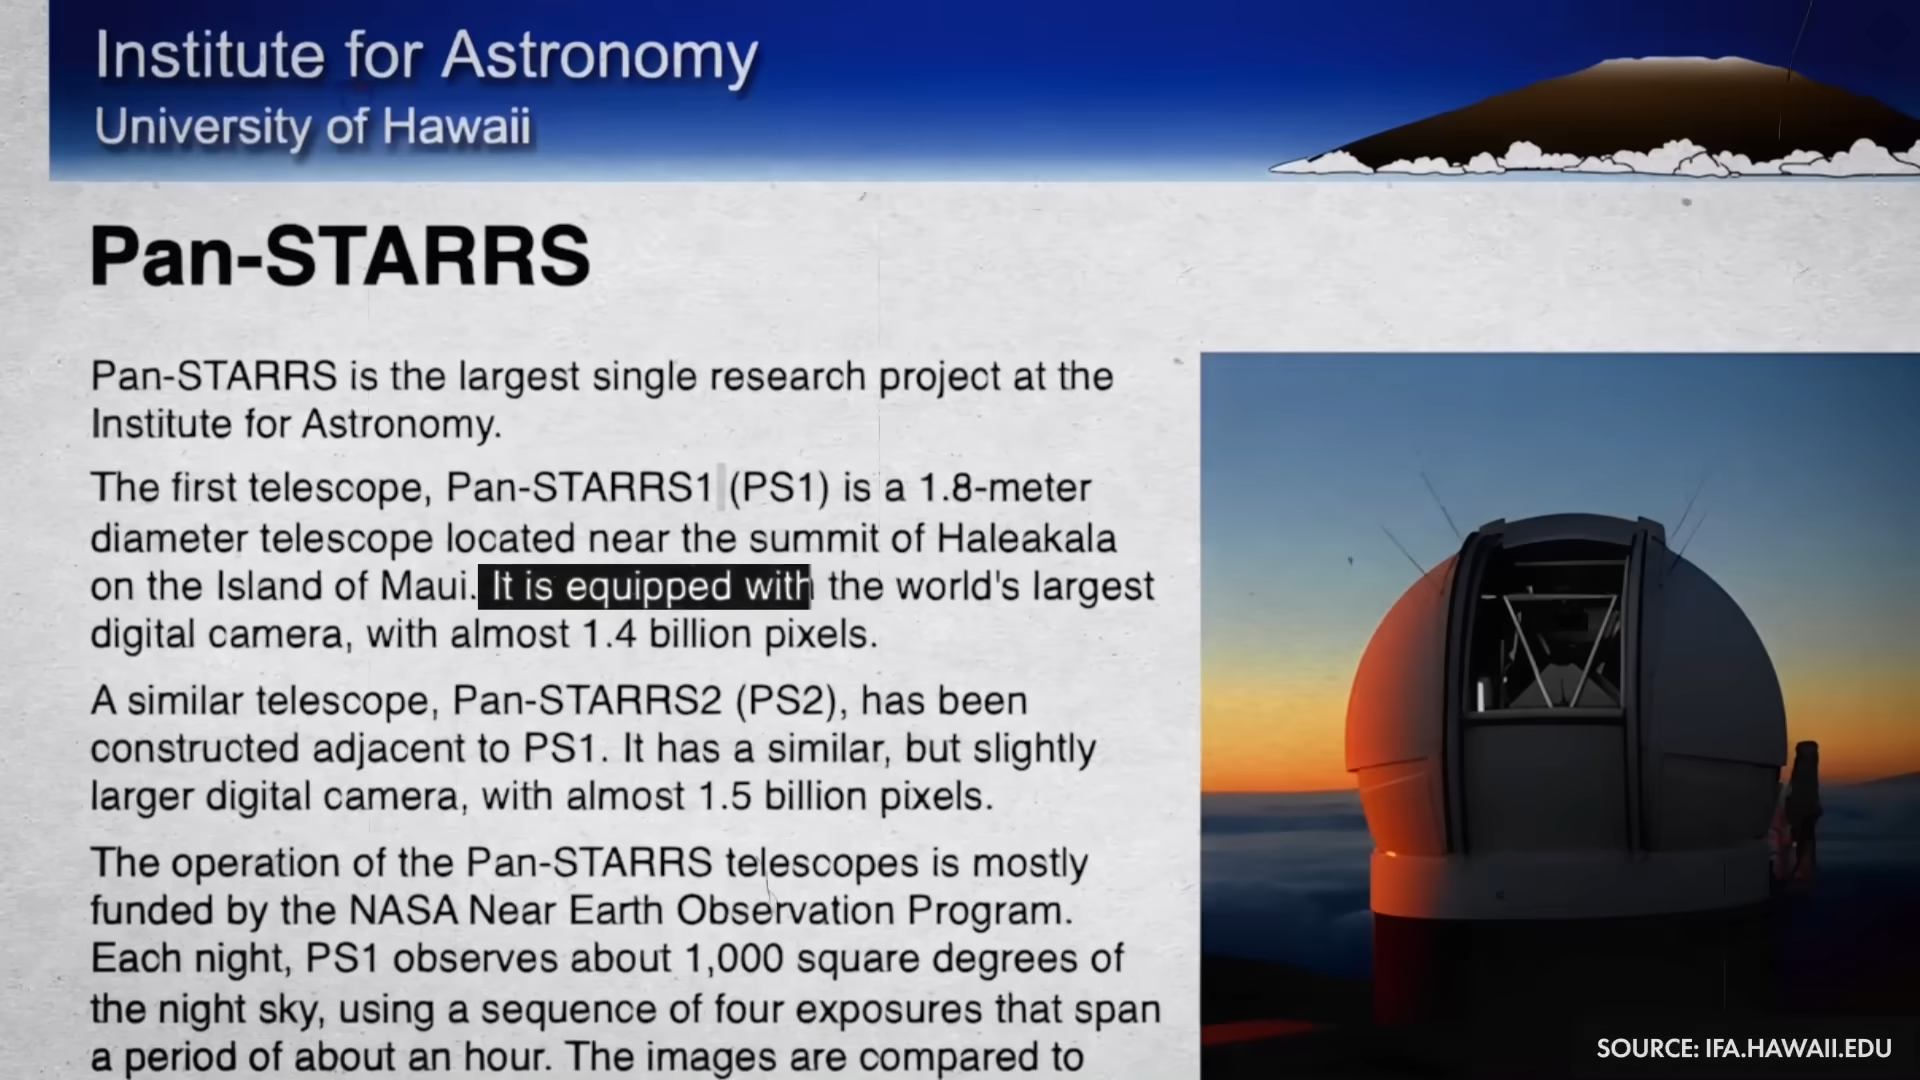 Institute for Astronomy
University of Hawaii
Pan-STARRS
Pan-STARRS is the largest single research project at the
Institute for Astronomy.
The first telescope, Pan-STARRS1 (PS1) is a 1.8-meter
diameter telescope located near the summit of Haleakala
on the Island of Maui. It is equipped with the world's largest
digital camera, with almost 1.4 billion pixels.
A similar telescope, Pan-STARRS2 (PS2), has been
constructed adjacent to PS1. It has a similar, but slightly
larger digital camera, with almost 1.5 billion pixels.
The operation of the Pan-STARRS telescopes is mostly
funded by the NASA Near Earth Observation Program.
Each night, PS1 observes about 1,000 square degrees of
the night sky, using a sequence of four exposures that span
a period of about an hour. The images are compared to
SOURCE: IFA.HAWAII.EDU